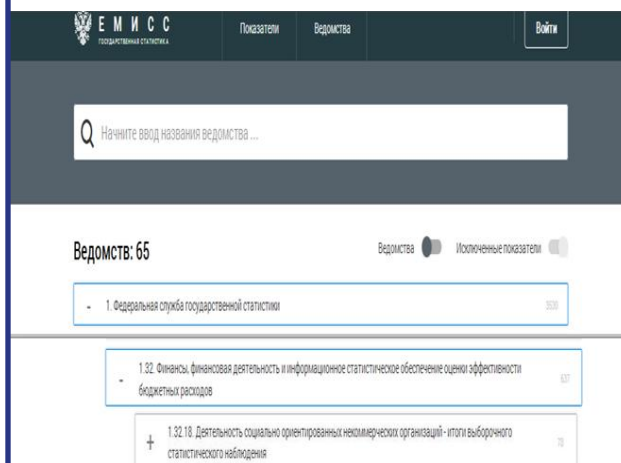 ЕМИСС
ГОСУДАРСТВЕННАЯ СТАТИСТИКА
Показатели
Ведомства
Войти
Начните ввод названия ведомства ...
Ведомств: 65
Ведомства
Исключенные показатели
- 1. Федеральная служба государственной статистики
- 1.32. Финансы, финансовая деятельность и информационное статистическое обеспечение оценки эффективности
бюджетных расходов
637
+ 1.32.18. Деятельность социально ориентированных некоммерческих организаций - итоги выборочного
статистического наблюдения